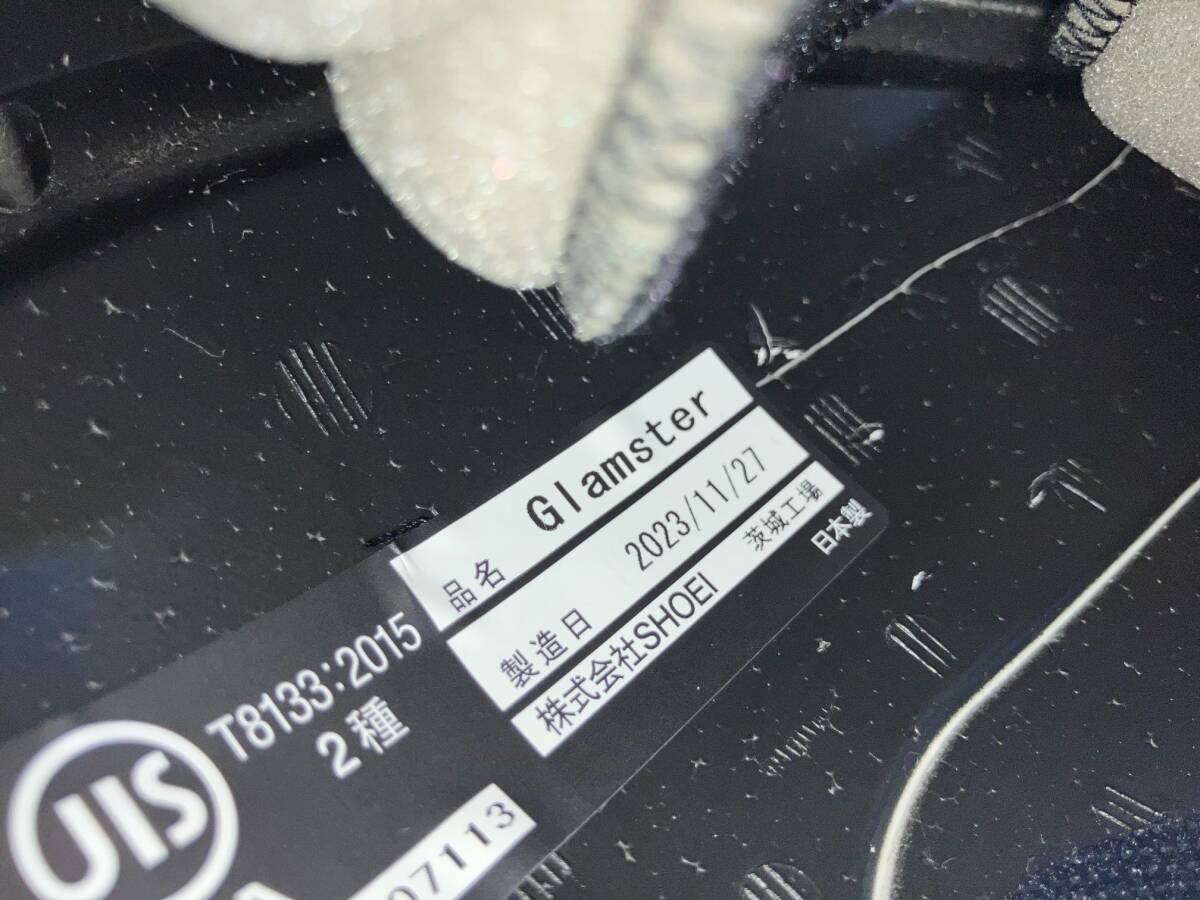 品名 Glamster
製造日 2023/11/27
株式会社SHOEI 茨城工場
日本製
T8133:2015
2種
JIS
07113